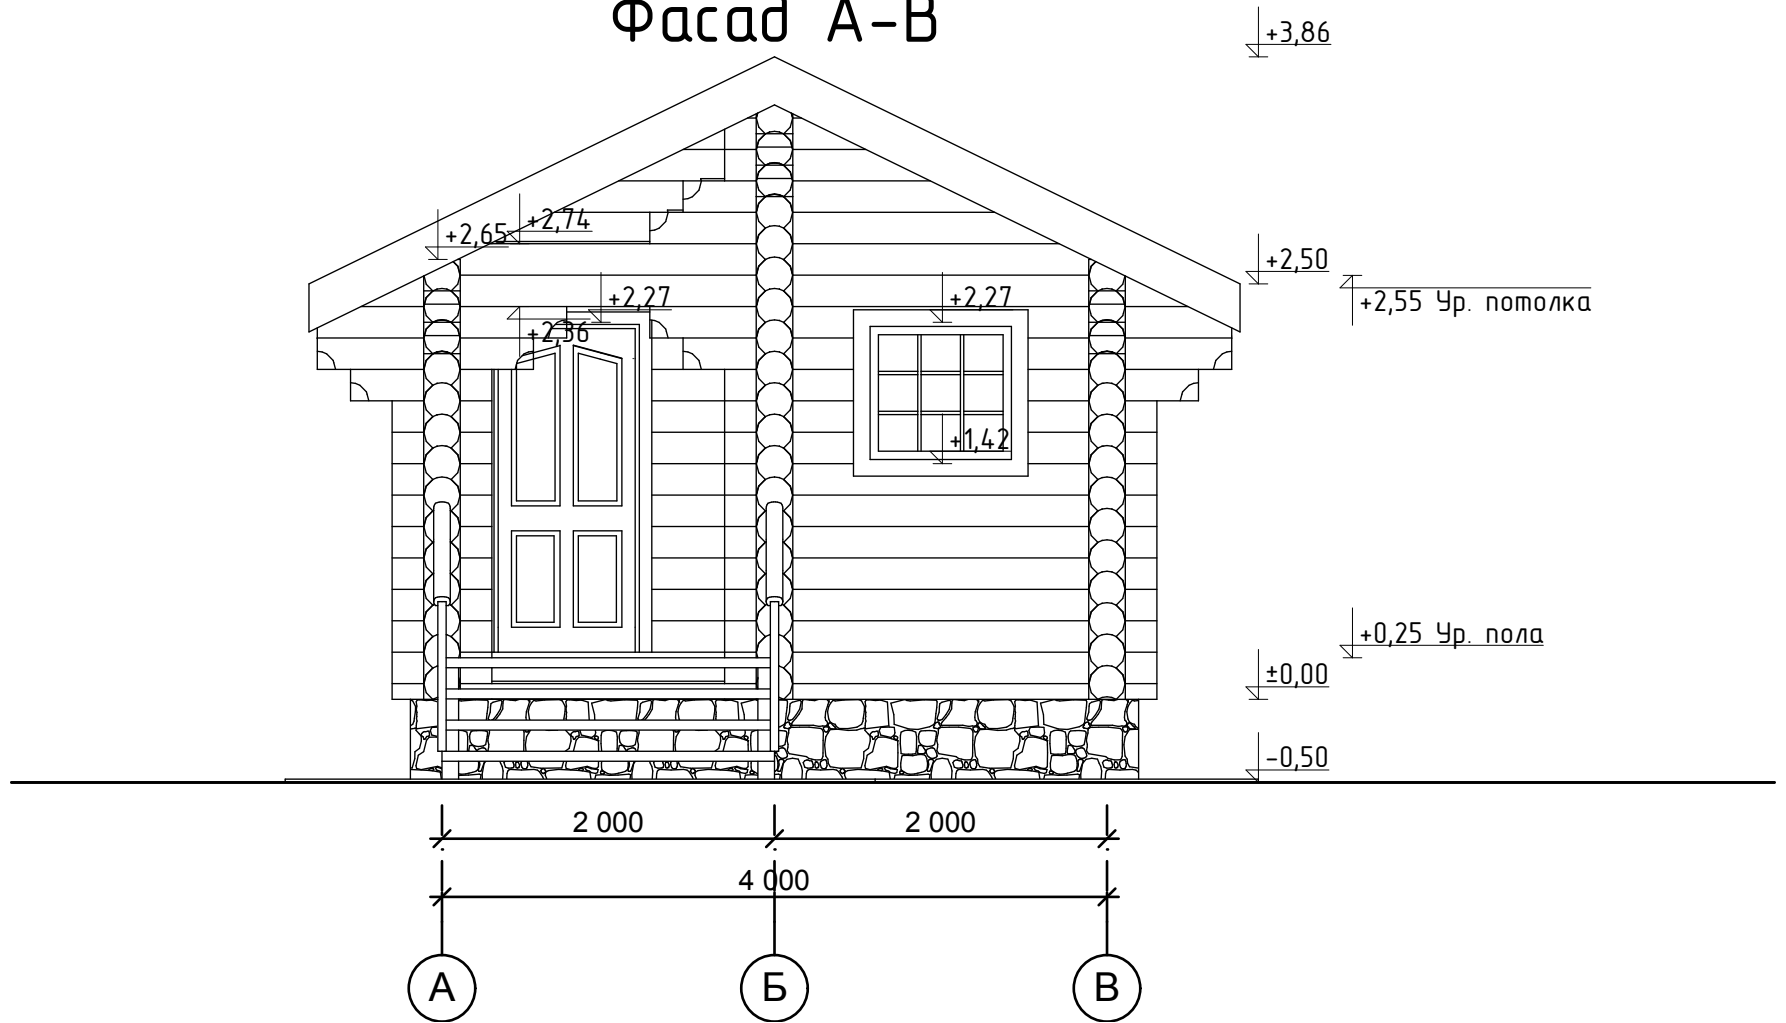 Фасад А-В
+3,86
+2,74
+2,65
+2,50
+2,27
+2,27
+2,55 Ур. потолка
+2,36
+1,42
+0,25 Ур. пола
±0,00
-0,50
2 000
2 000
4 000
А
Б
В